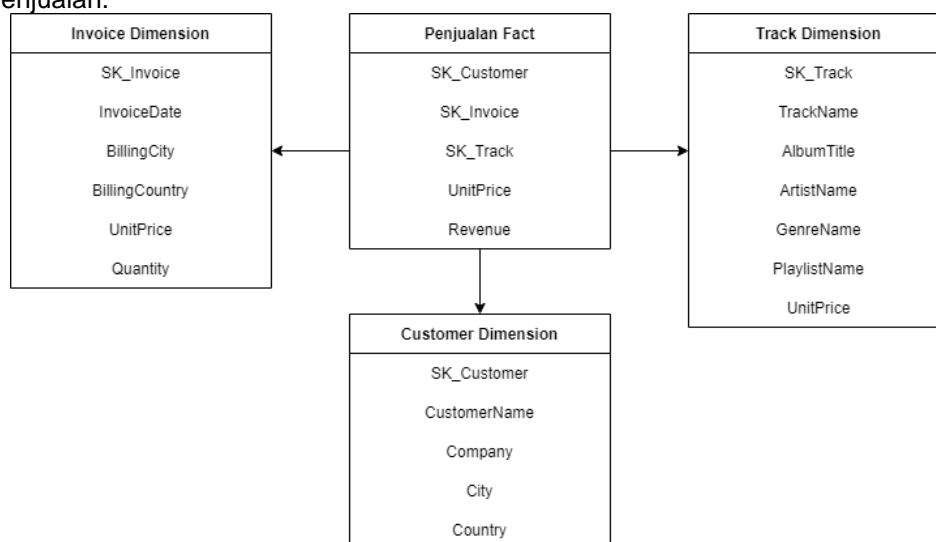 enjualan.
Invoice Dimension
SK_Invoice
InvoiceDate
BillingCity
BillingCountry
UnitPrice
Quantity
Penjualan Fact
SK_Customer
SK_Invoice
SK_Track
UnitPrice
Revenue
Track Dimension
SK_Track
TrackName
AlbumTitle
ArtistName
GenreName
PlaylistName
UnitPrice
Customer Dimension
SK_Customer
CustomerName
Company
City
Country